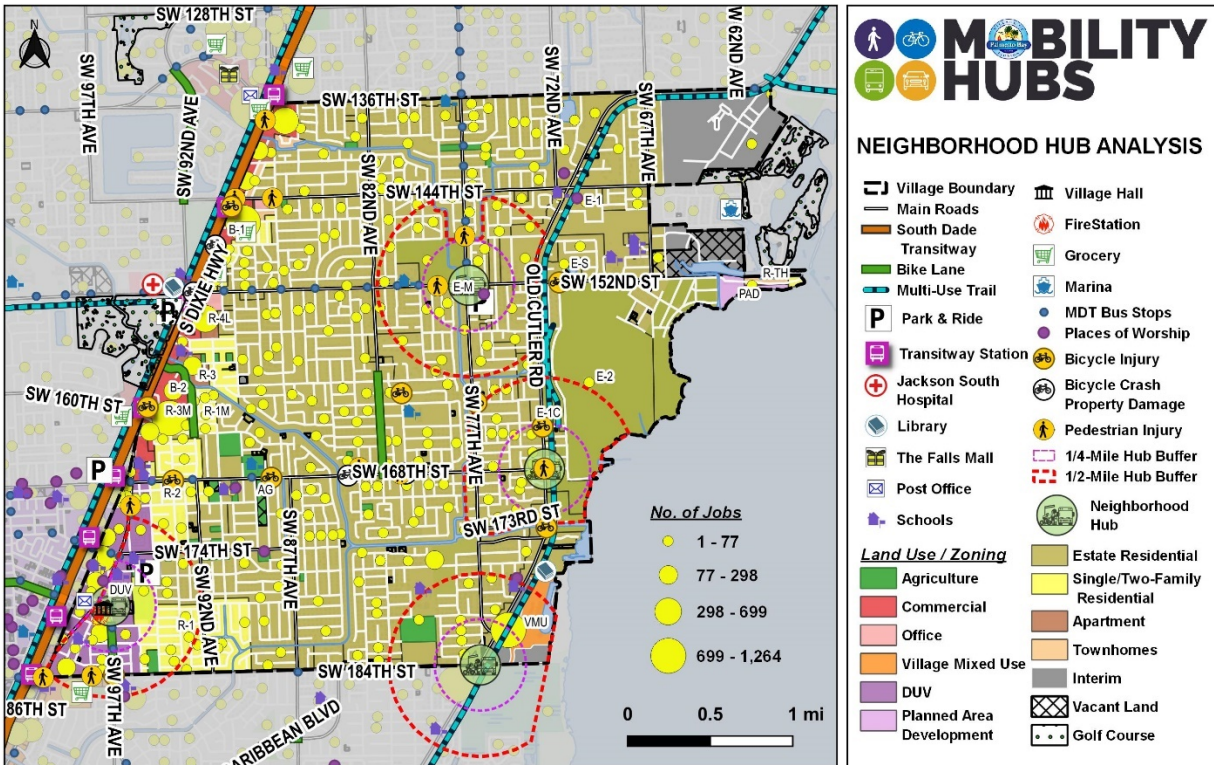 SW 128TH ST
SW 97TH AVE
SW 92ND AVE
SW 62ND AVE
SW 136TH ST
SW 72ND AVE
SW 67TH AVE
SW 82ND AVE
SW 144TH ST
E-1
B-1
S DIXIE HWY
E-S
OLD CUTLER RD
SW 152ND ST
R-TH
PAD
E-M
P
P
R-4L
R-3
B-2
R-3M
R-1M
SW 160TH ST
E-2
E-1C
SW 77TH AVE
P
SW 168TH ST
R-2
AG
SW 173RD ST
SW 174TH ST
SW 87TH AVE
P
DUV
R-1
SW 92ND AVE
VMU
SW 184TH ST
86TH ST
SW 97TH AVE
ARIBBEAN BLVD
No. of Jobs
1 - 77
77 - 298
298 - 699
699 - 1,264
0 0.5 1 mi
MOBILITY
HUBS
Palmetto Bay
NEIGHBORHOOD HUB ANALYSIS
Village Boundary
Main Roads
South Dade
Transitway
Bike Lane
Multi-Use Trail
P Park & Ride
Transitway Station
Jackson South
Hospital
Library
The Falls Mall
Post Office
Schools
Village Hall
FireStation
Grocery
Marina
MDT Bus Stops
Places of Worship
Bicycle Injury
Bicycle Crash
Property Damage
Pedestrian Injury
1/4-Mile Hub Buffer
1/2-Mile Hub Buffer
Neighborhood
Hub
Land Use / Zoning
Agriculture
Commercial
Office
Village Mixed Use
DUV
Planned Area
Development
Estate Residential
Single/Two-Family
Residential
Apartment
Townhomes
Interim
Vacant Land
Golf Course